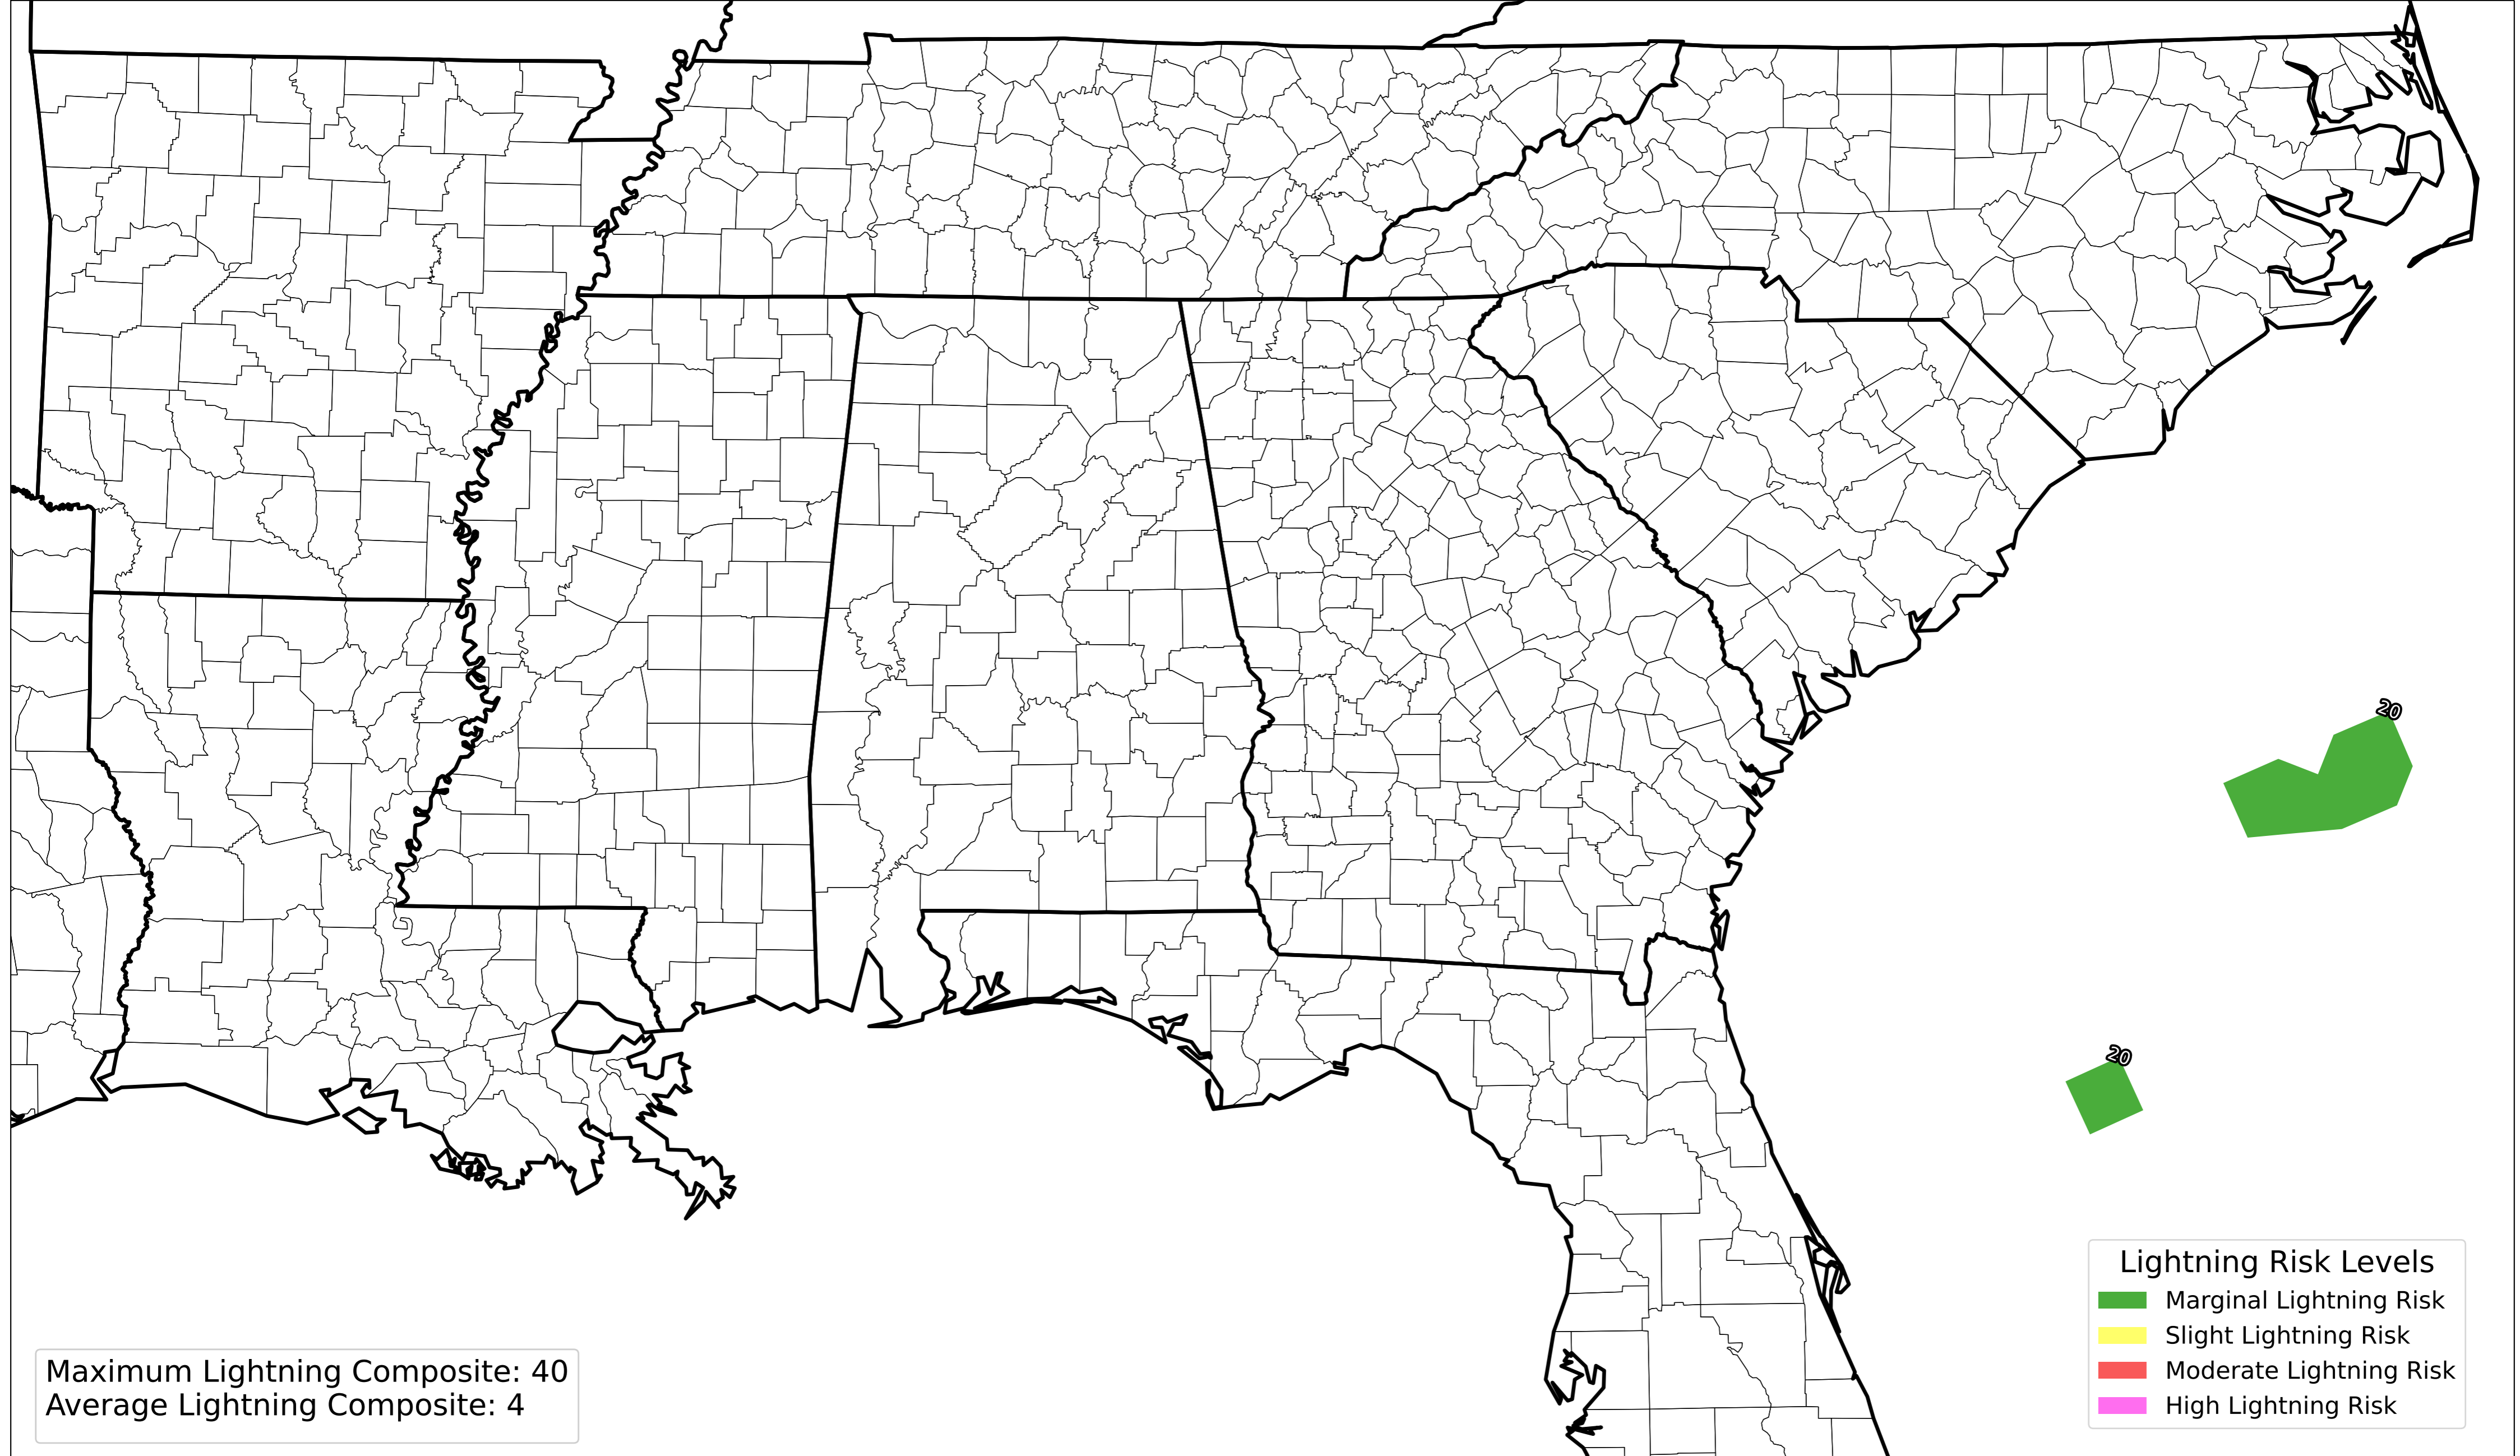 20
20
Lightning Risk Levels
Marginal Lightning Risk
Slight Lightning Risk
Moderate Lightning Risk
High Lightning Risk
Maximum Lightning Composite: 40
Average Lightning Composite: 4